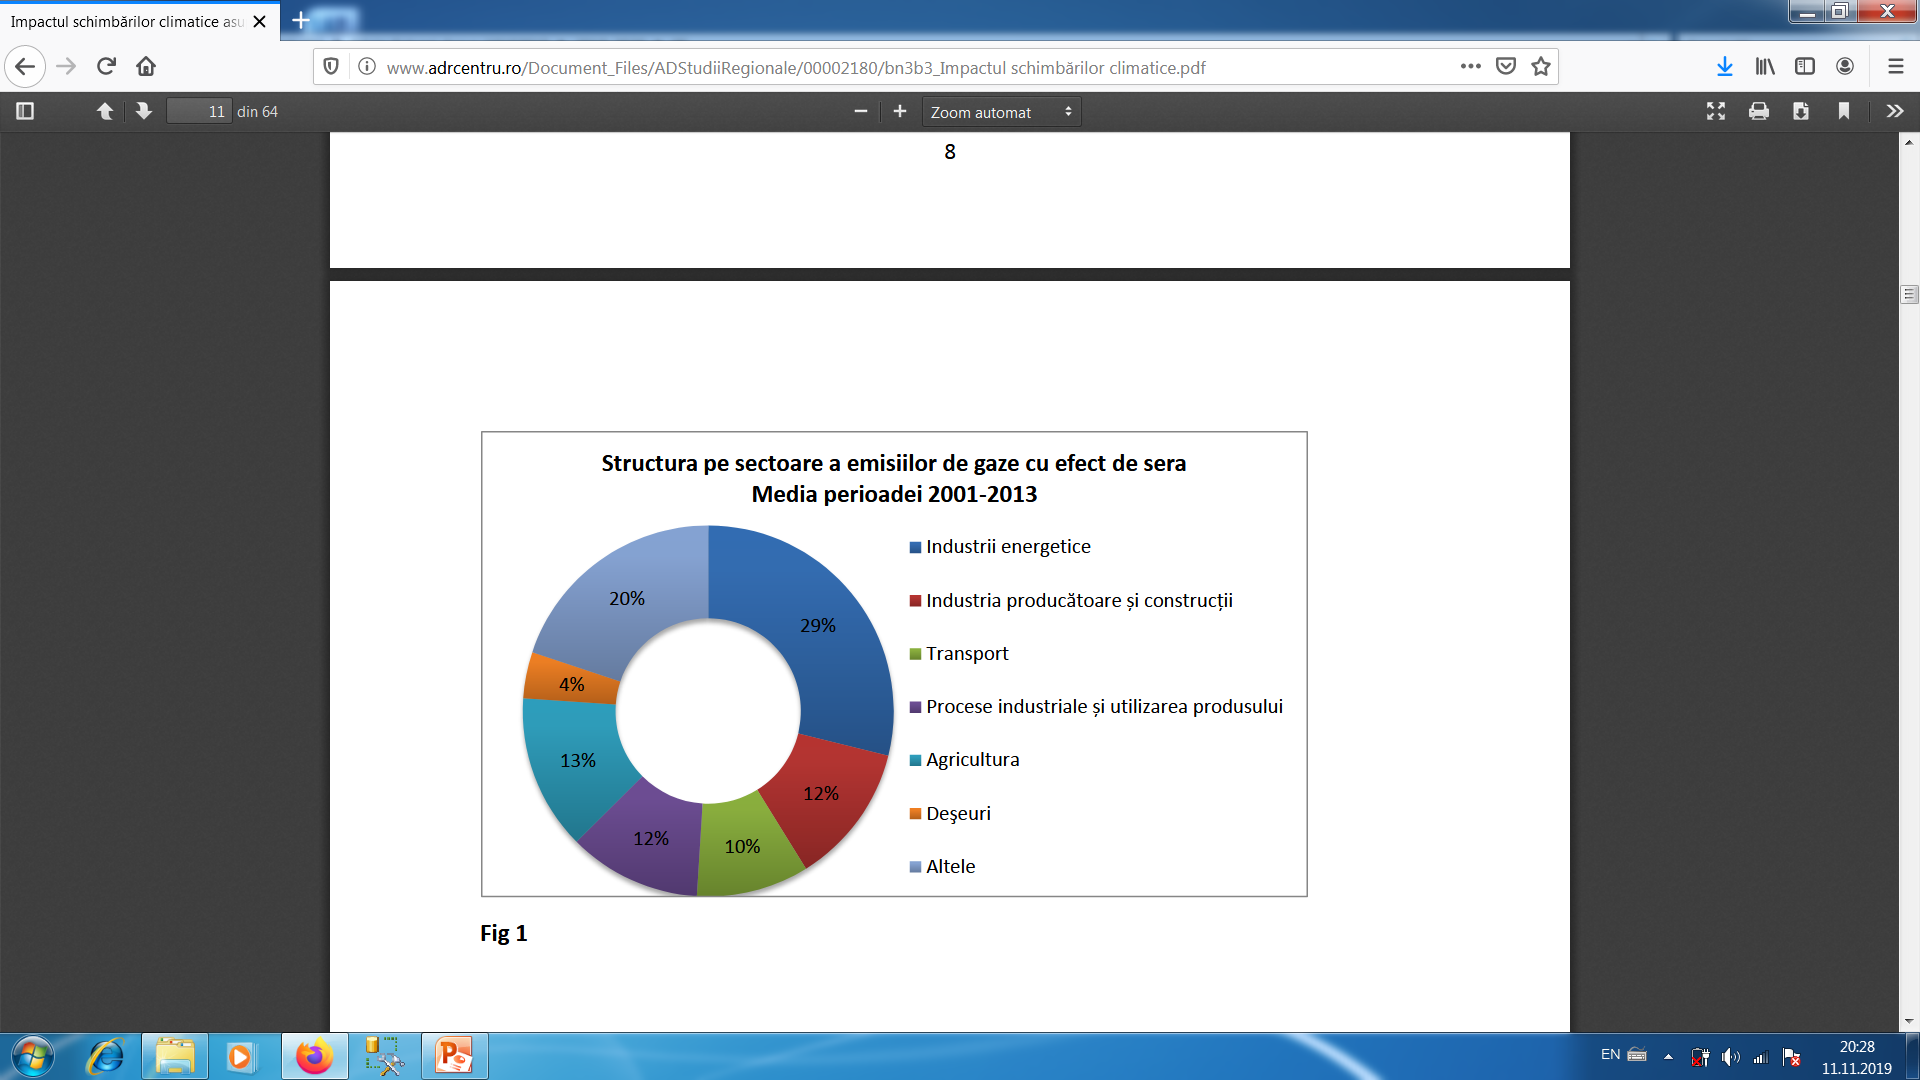 Impactul schimbărilor climatice asu
www.adrcentru.ro/Document_Files/ADStudiiRegionale/00002180/bn3b3_Impactul schimbărilor climatice.pdf
11 din 64
Zoom automat
8
Structura pe sectoare a emisiilor de gaze cu efect de sera
Media perioadei 2001-2013
Industrii energetice
Industria producătoare și construcții
Transport
Procese industriale și utilizarea produsului
Agricultura
Deşeuri
Altele
29%
12%
10%
12%
13%
4%
20%
Fig 1
EN
20:28
11.11.2019